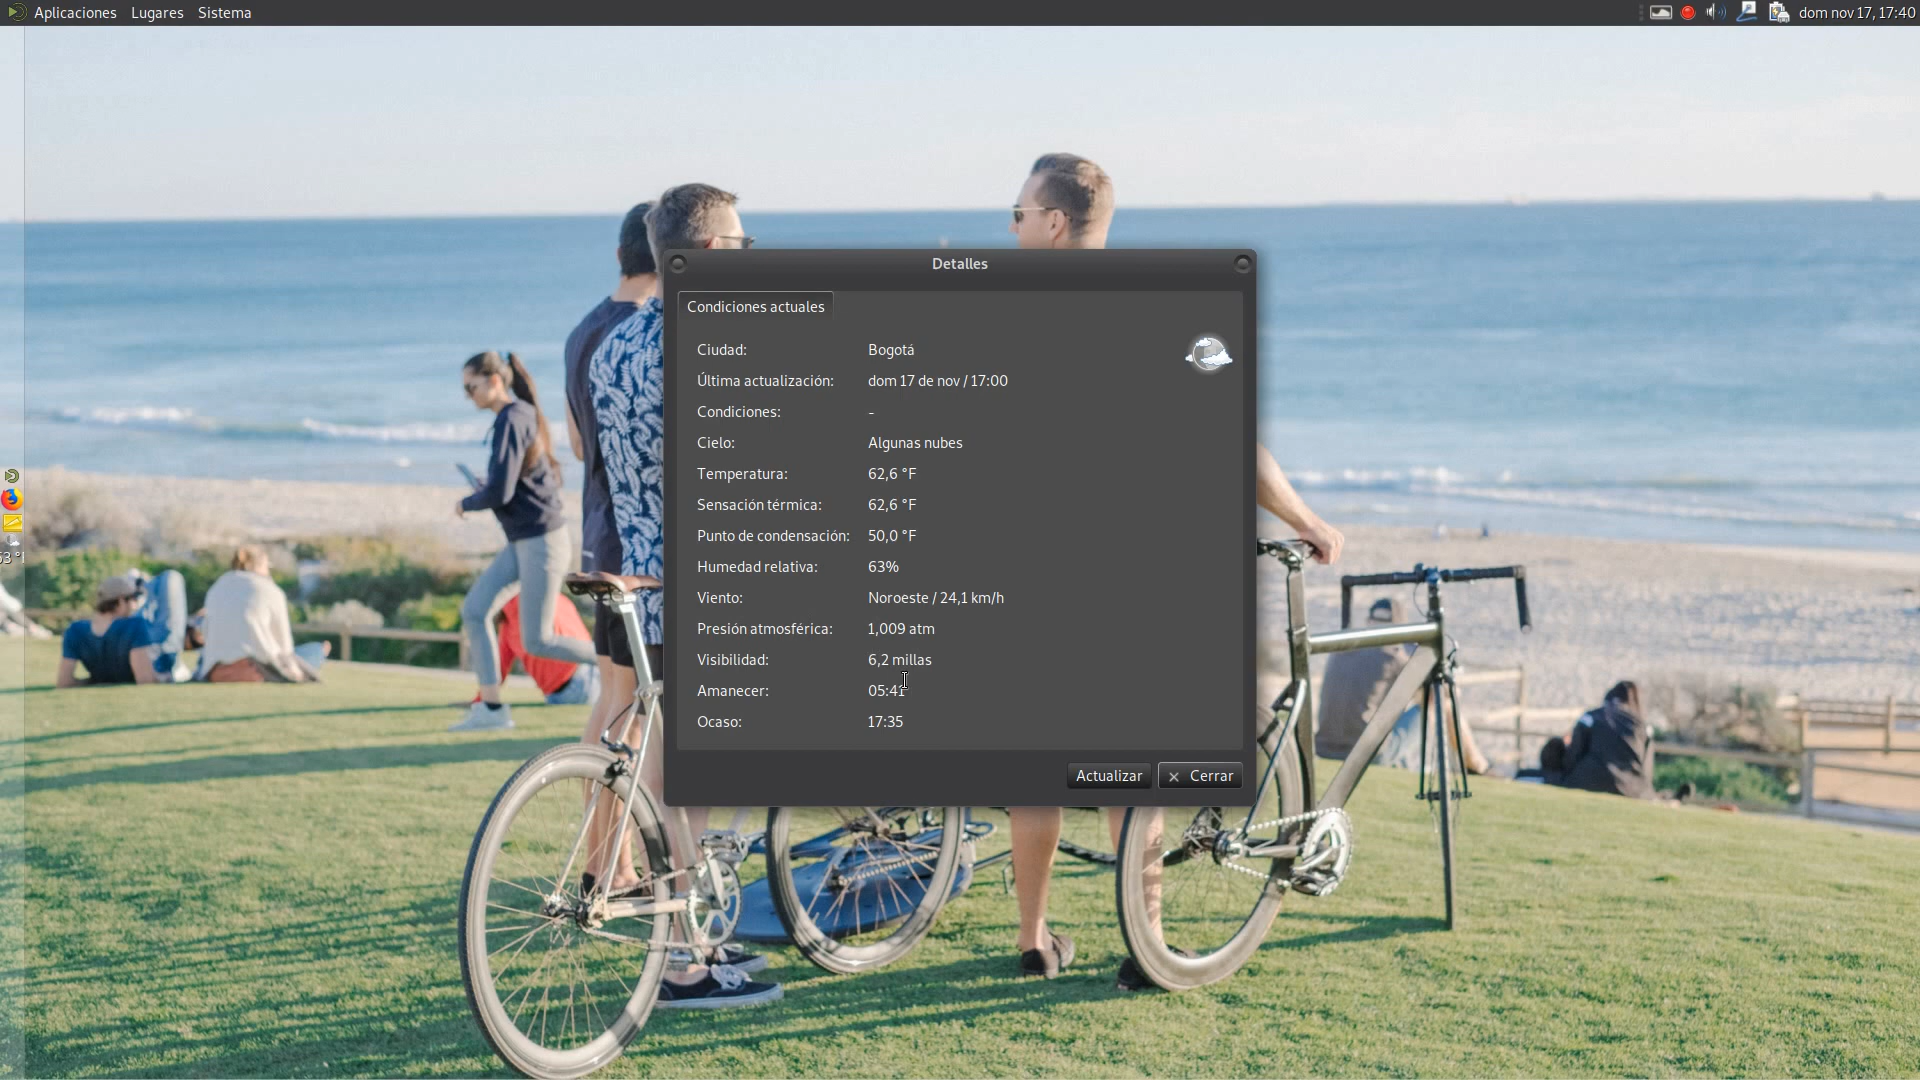 Aplicaciones Lugares Sistema
dom nov 17, 17:40
Detalles
Condiciones actuales
Ciudad: Bogotá
Última actualización: dom 17 de nov / 17:00
Condiciones: -
Cielo: Algunas nubes
Temperatura: 62,6 °F
Sensación térmica: 62,6 °F
Punto de condensación: 50,0 °F
Humedad relativa: 63%
Viento: Noroeste / 24,1 km/h
Presión atmosférica: 1,009 atm
Visibilidad: 6,2 millas
Amanecer: 05:41
Ocaso: 17:35
Actualizar Cerrar